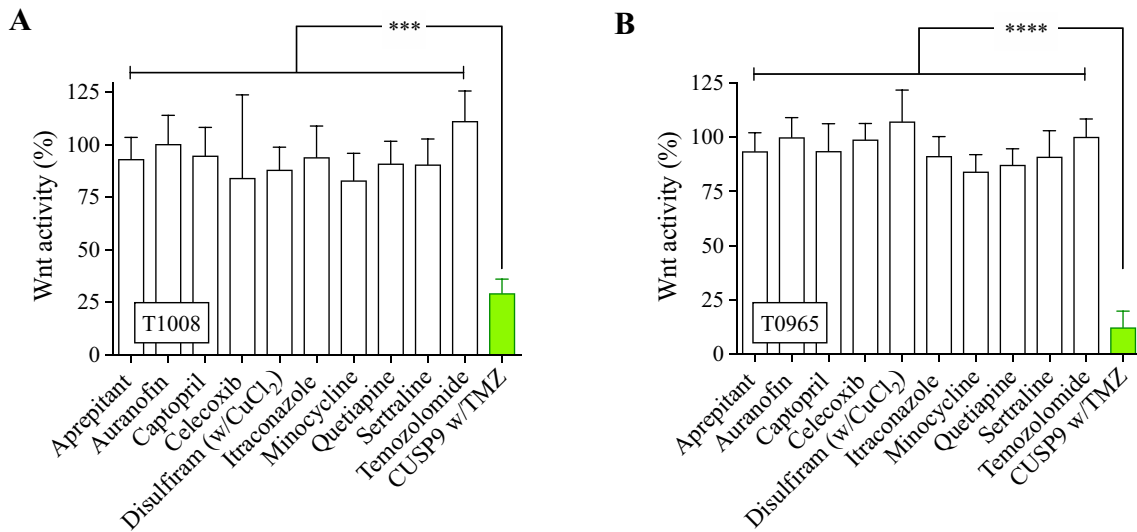 A
***
Wnt activity (%)
125
100
75
50
25
0
T1008
Aprepitant
Auranofin
Captopril
Celecoxib
Disulfiram (w/CuCl₂)
Itraconazole
Minocycline
Quetiapine
Sertraline
Temozolomide
CUSP9 w/TMZ
B
****
Wnt activity (%)
125
100
75
50
25
0
T0965
Aprepitant
Auranofin
Captopril
Celecoxib
Disulfiram (w/CuCl₂)
Itraconazole
Minocycline
Quetiapine
Sertraline
Temozolomide
CUSP9 w/TMZ